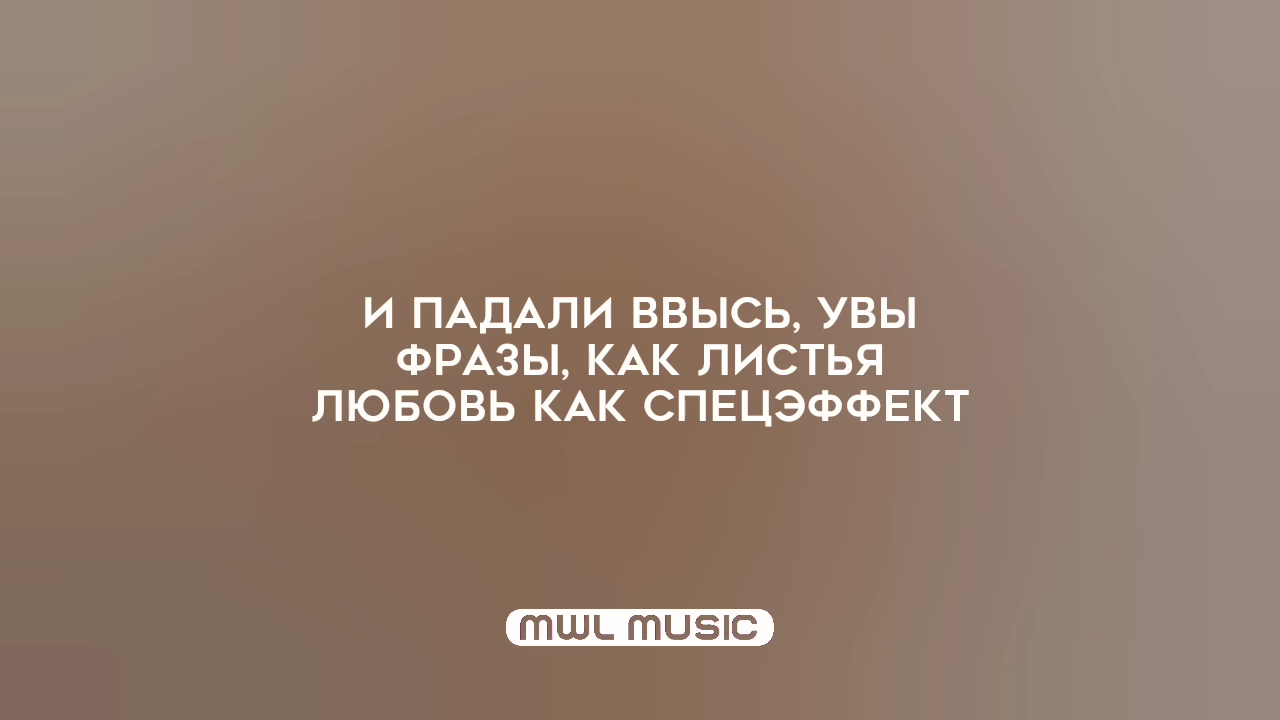 И ПАДАЛИ ВВЫСЬ, УВЫ
ФРАЗЫ, КАК ЛИСТЬЯ
ЛЮБОВЬ КАК СПЕЦЭФФЕКТ
MWL MUSIC